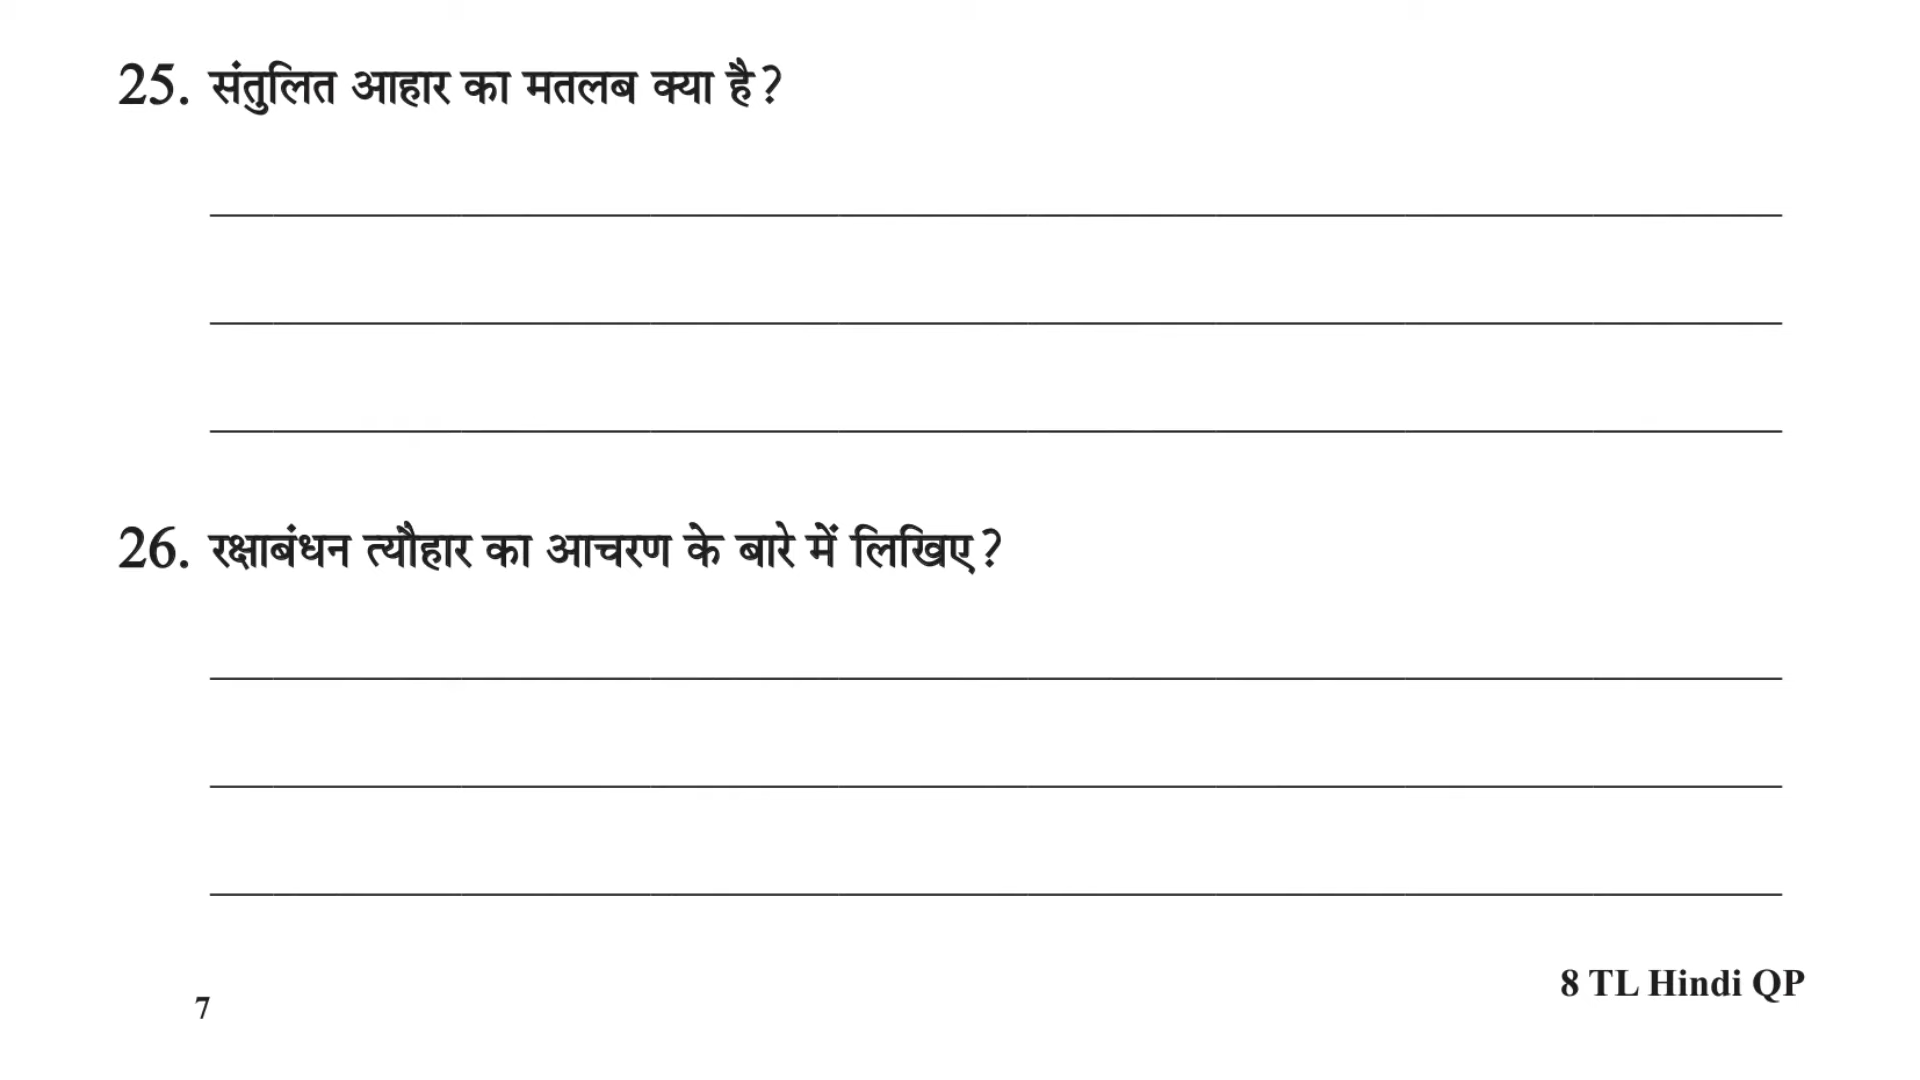 25. संतुलित आहार का मतलब क्या है?
26. रक्षाबंधन त्यौहार का आचरण के बारे में लिखिए?
8 TL Hindi QP
7